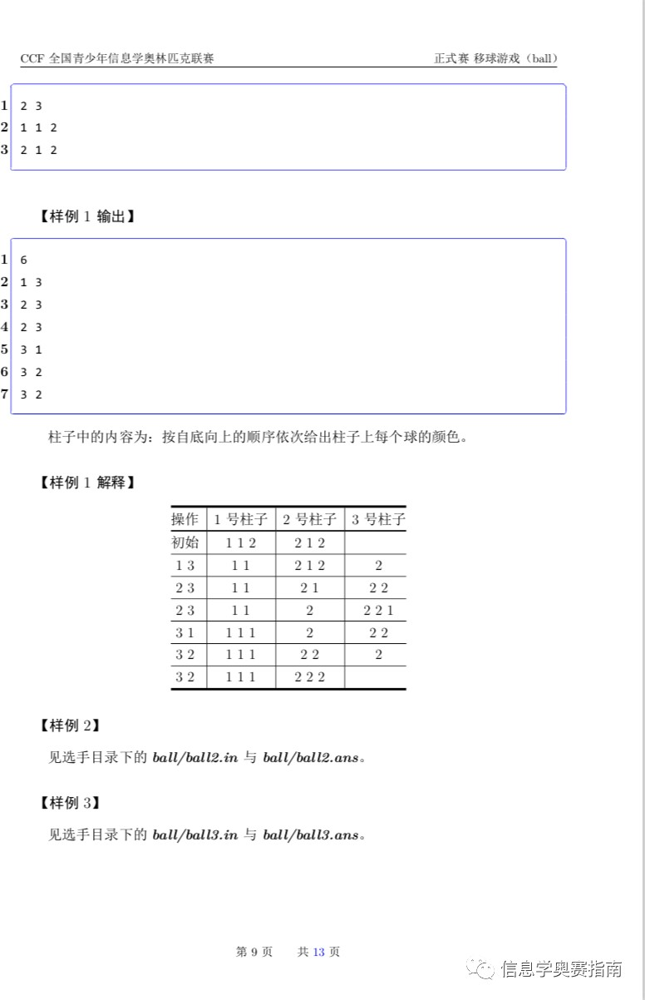 CCF 全国青少年信息学奥林匹克联赛 正式赛 移球游戏（ball）
1 2 3
2 1 1 2
3 2 1 2
【样例 1 输出】
1 6
2 1 3
3 2 3
4 2 3
5 3 1
6 3 2
7 3 2
柱子中的内容为：按自底向上的顺序依次给出柱子上每个球的颜色。
【样例 1 解释】
操作 1 号柱子 2 号柱子 3 号柱子
初始 1 1 2 2 1 2
1 3 1 1 2 1 2 2
2 3 1 1 2 1 2 2
2 3 1 1 2 2 2 1
3 1 1 1 1 2 2 2
3 2 1 1 1 2 2 2
3 2 1 1 1 2 2 2
【样例 2】
见选手目录下的 ball/ball2.in 与 ball/ball2.ans。
【样例 3】
见选手目录下的 ball/ball3.in 与 ball/ball3.ans。
第 9 页 共 13 页
信息学奥赛指南